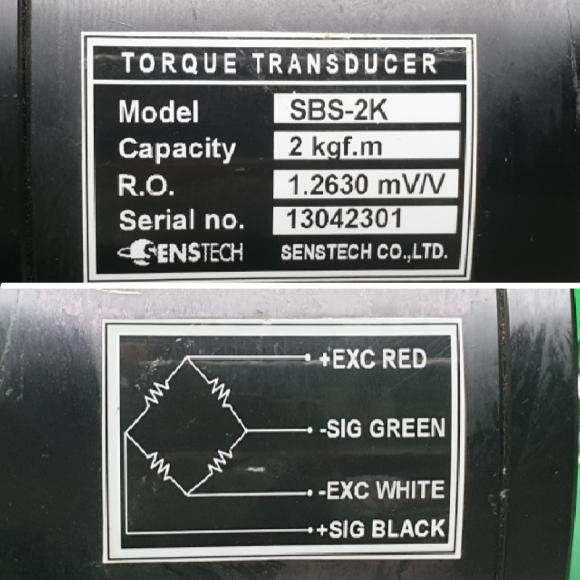 TORQUE TRANSDUCER
Model SBS-2K
Capacity 2 kgf.m
R.O. 1.2630 mV/V
Serial no. 13042301
SENSTECH SENSTECH CO.,LTD.
+EXC RED
-SIG GREEN
-EXC WHITE
+SIG BLACK